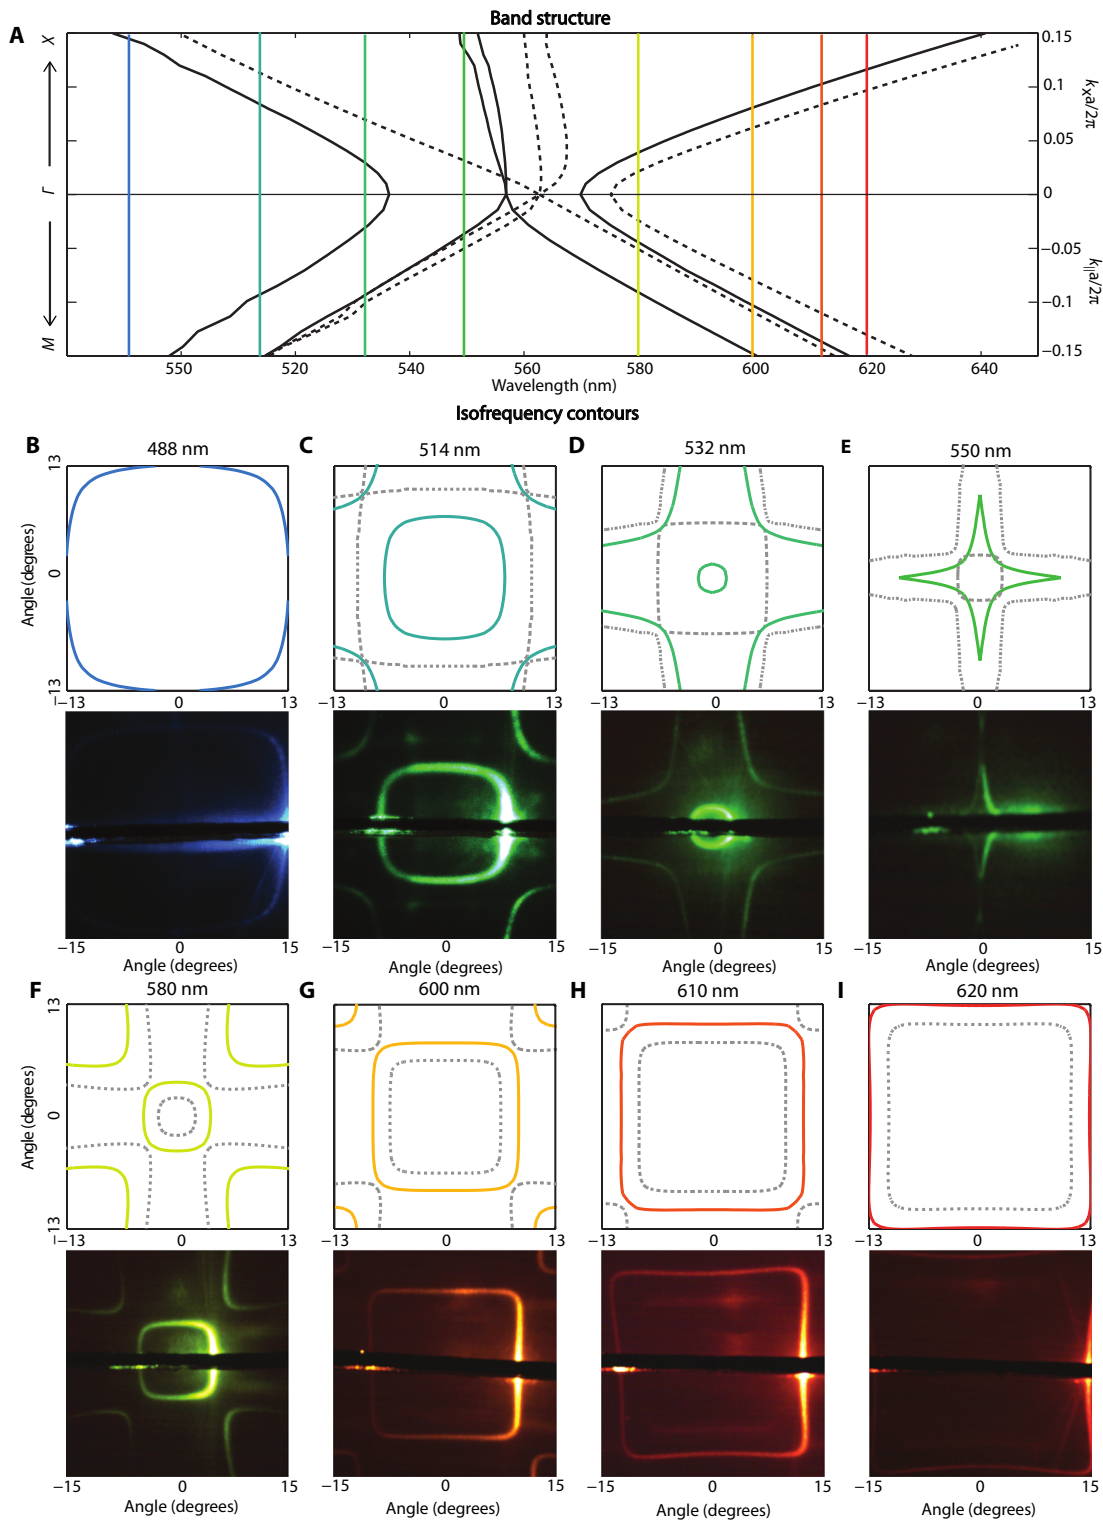 Band structure
A
X
Γ
M
0.15
0.1
0.05
0
−0.05
−0.1
−0.15
kₓa/2π
k||a/2π
550 520 540 560 580 600 620 640
Wavelength (nm)
Isofrequency contours
B 488 nm
C 514 nm
D 532 nm
E 550 nm
Angle (degrees)
13
0
−13
−13 0 13
−13 0 13
−13 0 13
−13 0 13
−15 0 15
−15 0 15
−15 0 15
−15 0 15
Angle (degrees)
Angle (degrees)
Angle (degrees)
Angle (degrees)
F 580 nm
G 600 nm
H 610 nm
I 620 nm
Angle (degrees)
13
0
−13
−13 0 13
−13 0 13
−13 0 13
−13 0 13
−15 0 15
−15 0 15
−15 0 15
−15 0 15
Angle (degrees)
Angle (degrees)
Angle (degrees)
Angle (degrees)